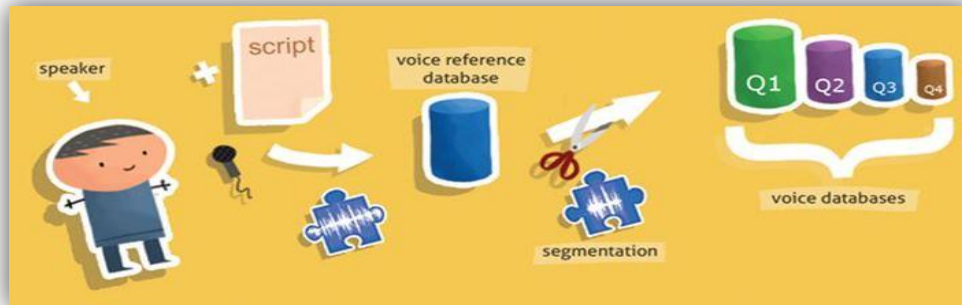 speaker
script
voice reference
database
segmentation
Q1
Q2
Q3
Q4
voice databases